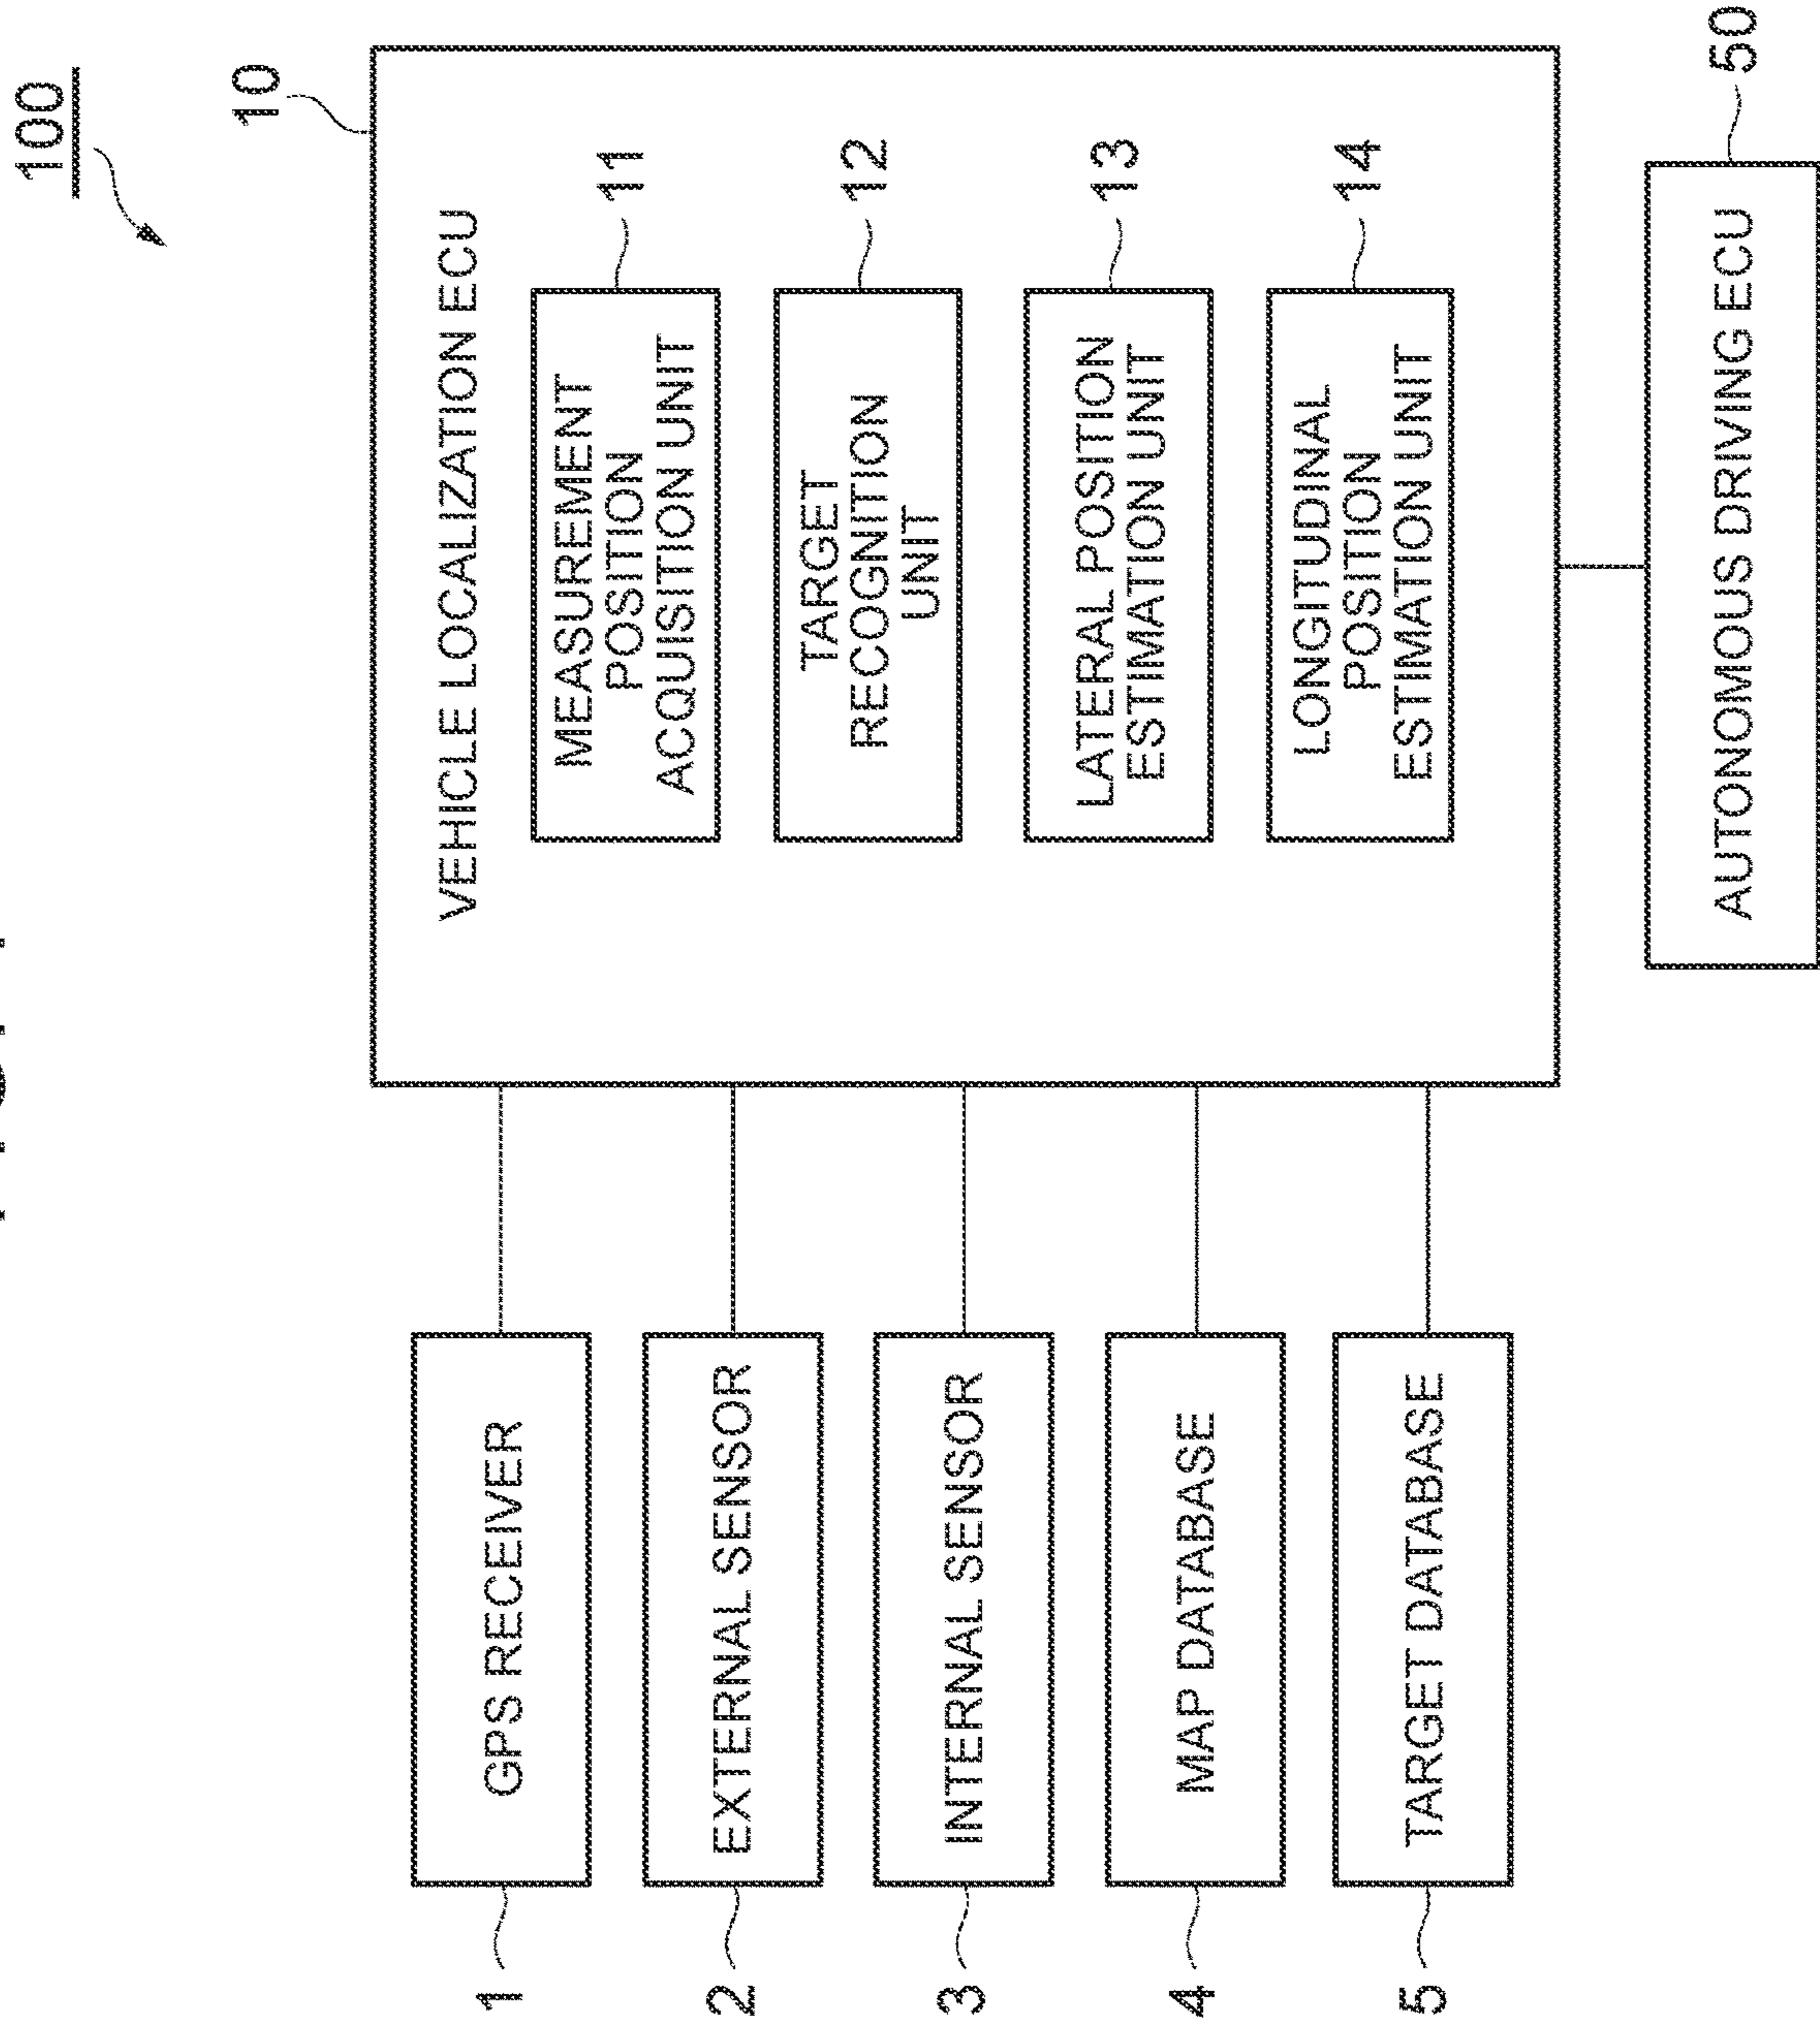 100
10
VEHICLE LOCALIZATION ECU
1
GPS RECEIVER
MEASUREMENT
POSITION
ACQUISITION UNIT
11
2
EXTERNAL SENSOR
TARGET
RECOGNITION
UNIT
12
3
INTERNAL SENSOR
LATERAL POSITION
ESTIMATION UNIT
13
4
MAP DATABASE
LONGITUDINAL
POSITION
ESTIMATION UNIT
14
5
TARGET DATABASE
AUTONOMOUS DRIVING ECU
50